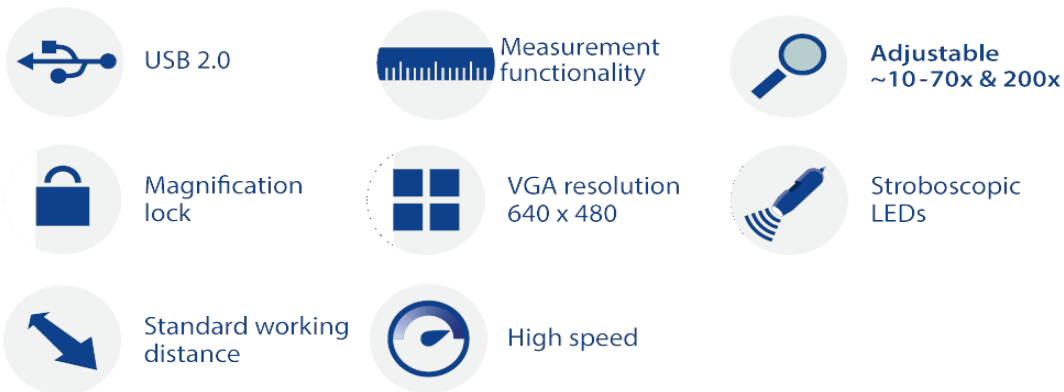 USB 2.0
Measurement
functionality
Adjustable
~10-70x & 200x
Magnification
lock
VGA resolution
640 x 480
Stroboscopic
LEDs
Standard working
distance
High speed